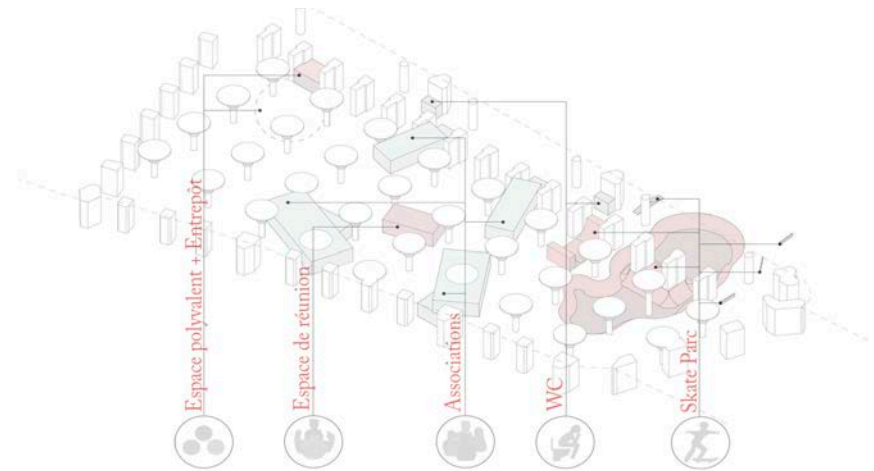 Espace polyvalent + Entrepôt
Espace de réunion
Associations
WC
Skate Parc